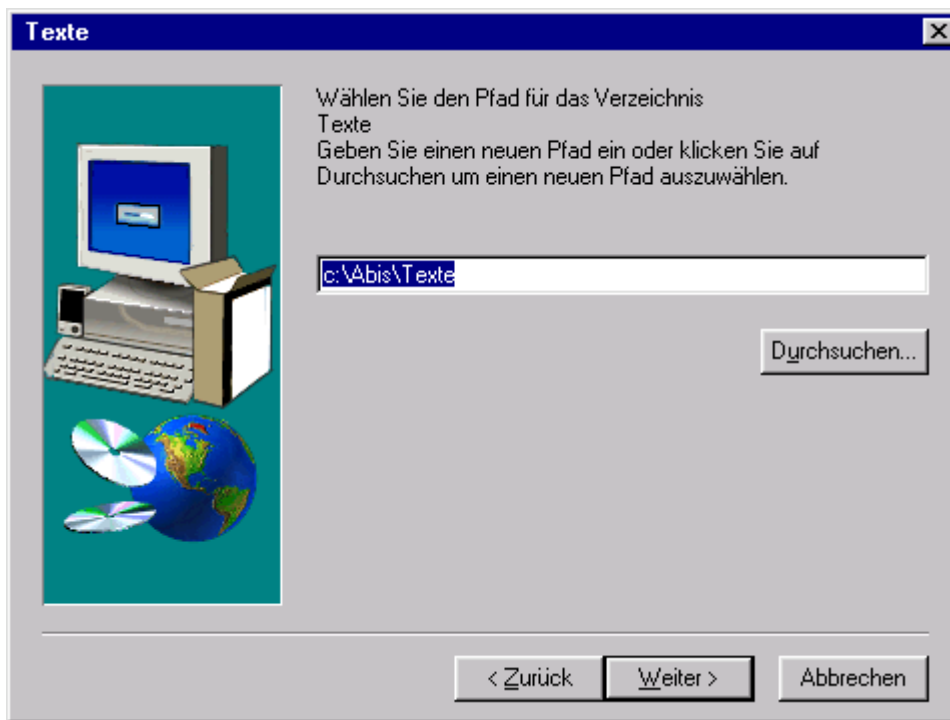 Texte
Wählen Sie den Pfad für das Verzeichnis
Texte
Geben Sie einen neuen Pfad ein oder klicken Sie auf
Durchsuchen um einen neuen Pfad auszuwählen.
c:\Abis\Texte
Durchsuchen...
< Zurück
Weiter >
Abbrechen